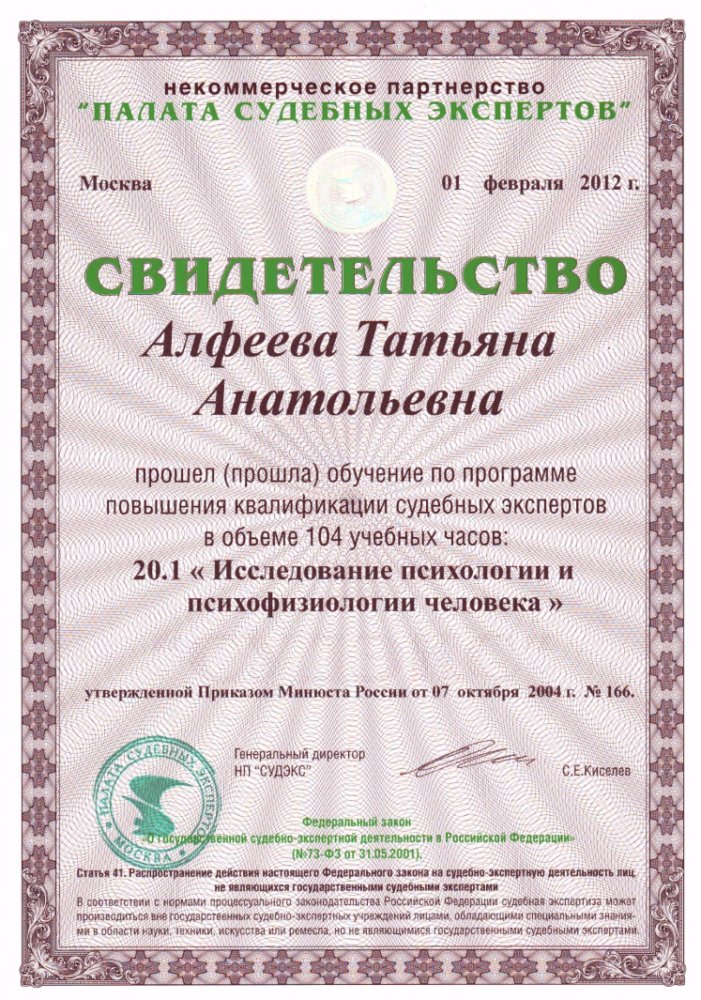 некоммерческое партнерство
"ПАЛАТА СУДЕБНЫХ ЭКСПЕРТОВ"
Москва 01 февраля 2012 г.
СВИДЕТЕЛЬСТВО
Алфеева Татьяна
Анатольевна
прошел (прошла) обучение по программе
повышения квалификации судебных экспертов
в объеме 104 учебных часов:
20.1 « Исследование психологии и
психофизиологии человека »
утвержденной Приказом Минюста России от 07 октября 2004 г. № 166.
Генеральный директор
НП "СУДЭКС" С.Е.Киселев
ПАЛАТА СУДЕБНЫХ ЭКСПЕРТОВ
МОСКВА
Федеральный закон
«О государственной судебно-экспертной деятельности в Российской Федерации»
(№73-ФЗ от 31.05.2001).
Статья 41. Распространение действия настоящего Федерального закона на судебно-экспертную деятельность лиц,
не являющихся государственными судебными экспертами
В соответствии с нормами процессуального законодательства Российской Федерации судебная экспертиза может
производиться вне государственных судебно-экспертных учреждений лицами, обладающими специальными знания-
ми в области науки, техники, искусства или ремесла, но не являющимися государственными судебными экспертами.